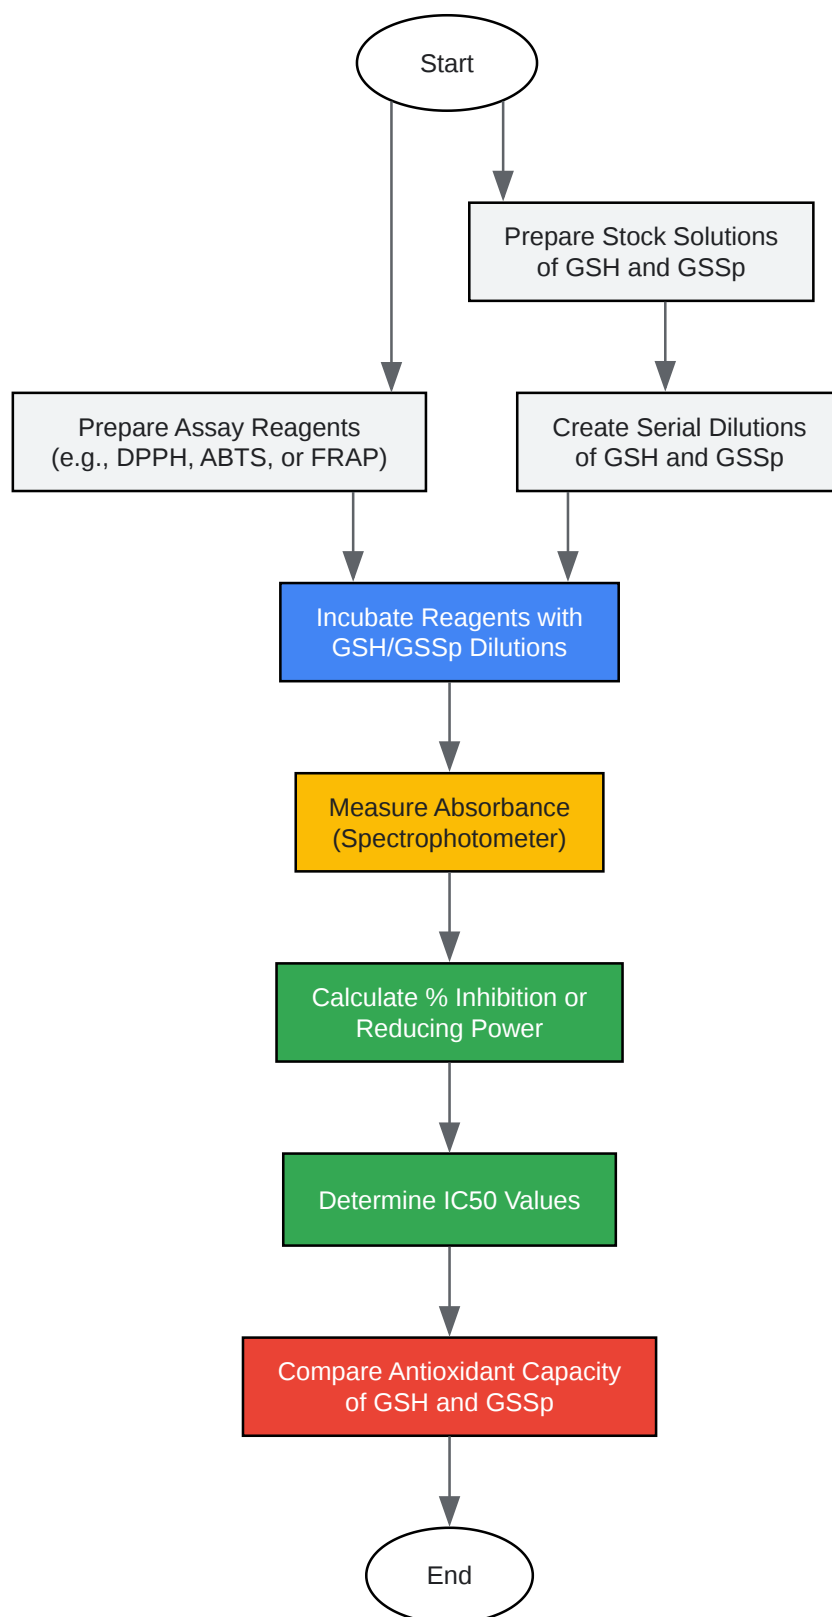 Start
Prepare Stock Solutions
of GSH and GSSp
Prepare Assay Reagents
(e.g., DPPH, ABTS, or FRAP)
Create Serial Dilutions
of GSH and GSSp
Incubate Reagents with
GSH/GSSp Dilutions
Measure Absorbance
(Spectrophotometer)
Calculate % Inhibition or
Reducing Power
Determine IC50 Values
Compare Antioxidant Capacity
of GSH and GSSp
End